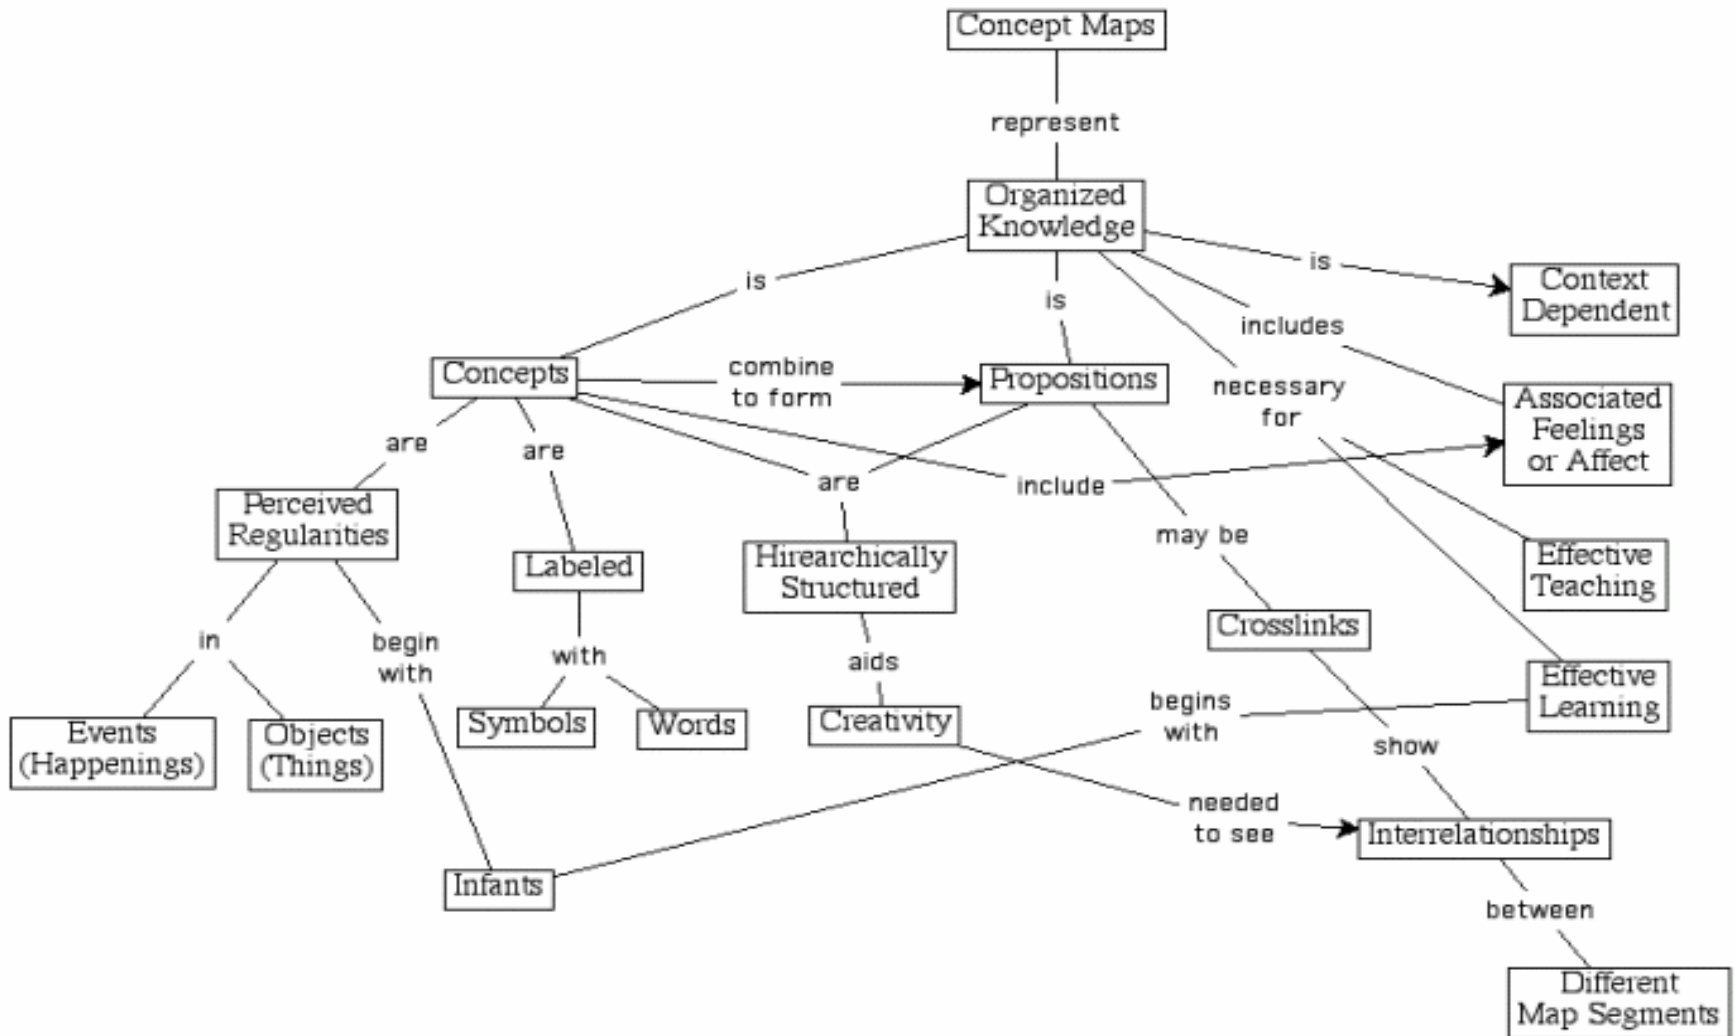 Concept Maps
represent
Organized
Knowledge
is
is
is
Context
Dependent
includes
Concepts
combine
to form
Propositions
necessary
for
Associated
Feelings
or Affect
are
are
are
include
Perceived
Regularities
may be
Labeled
Hirearchically
Structured
Effective
Teaching
Crosslinks
in
begin
with
with
aids
Effective
Learning
begins
with
Symbols
Words
Creativity
Events
(Happenings)
Objects
(Things)
show
needed
to see
Interrelationships
Infants
between
Different
Map Segments